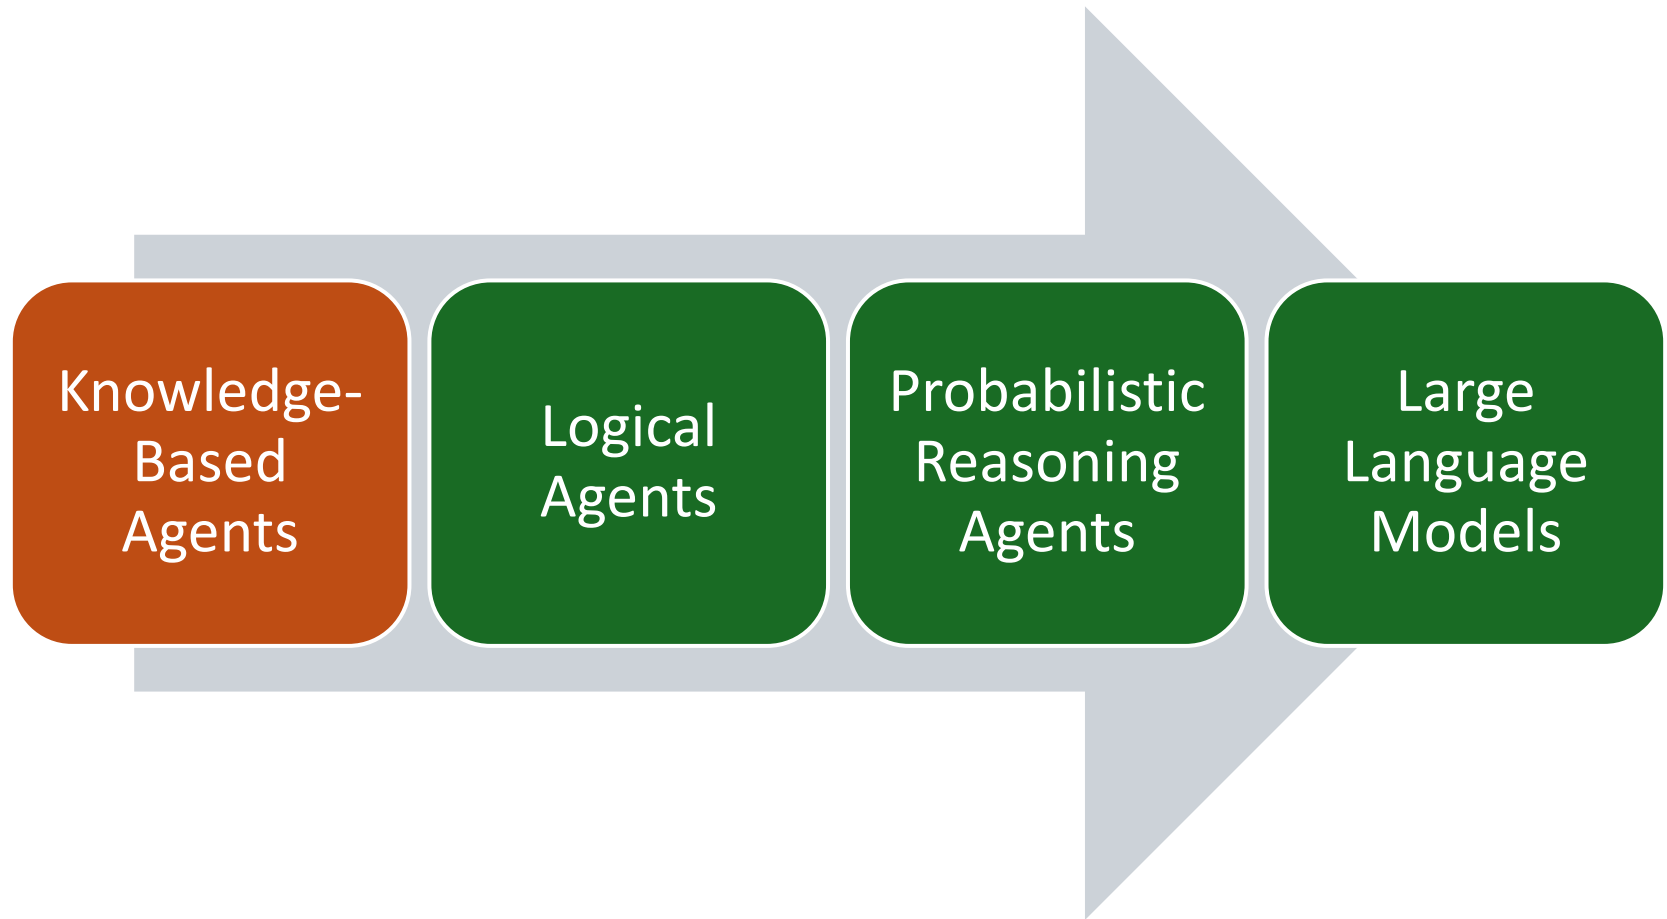 Knowledge-
Based
Agents
Logical
Agents
Probabilistic
Reasoning
Agents
Large
Language
Models